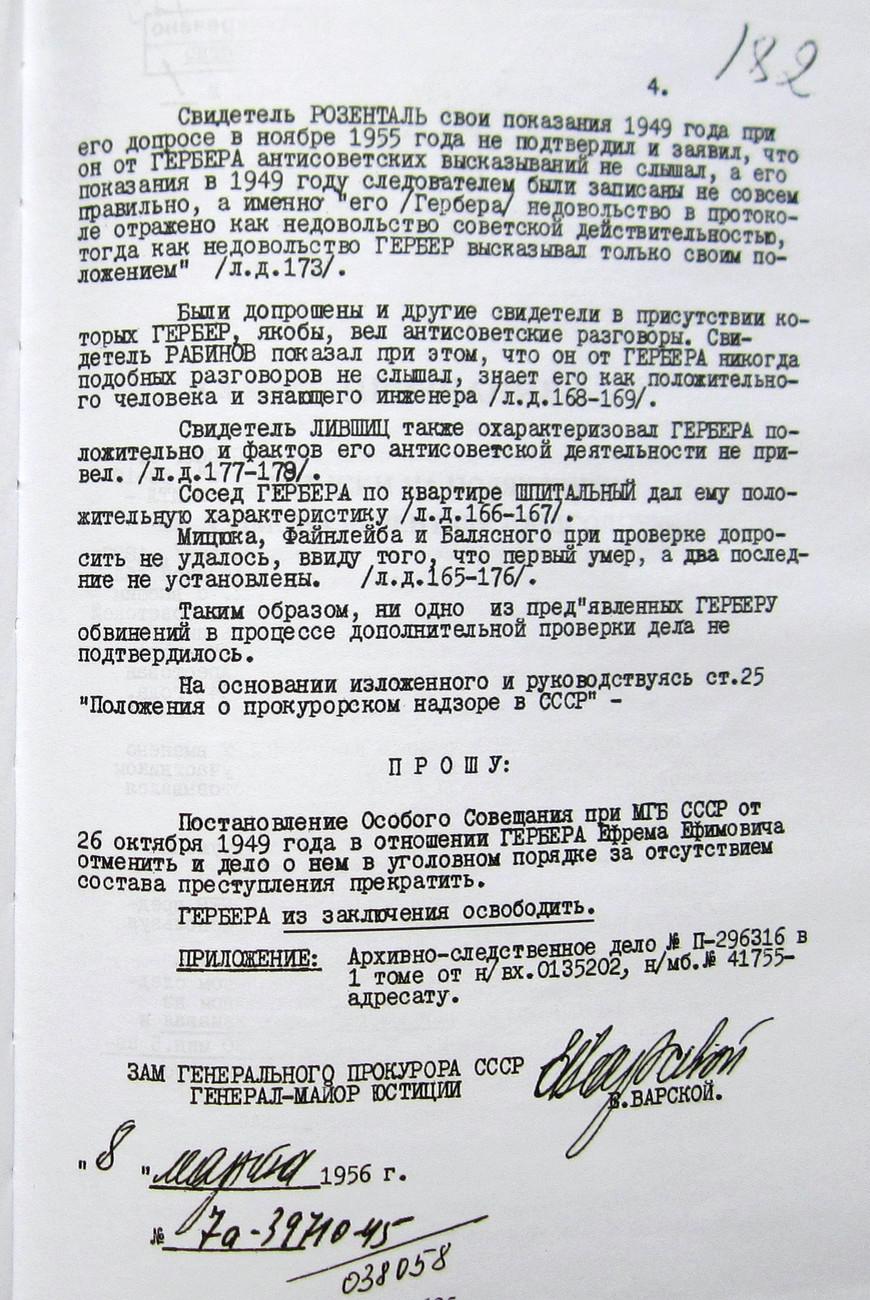 182
4.
Свидетель РОЗЕНТАЛЬ свои показания 1949 года при
его допросе в ноябре 1955 года не подтвердил и заявил, что
он от ГЕРБЕРА антисоветских высказываний не слышал, а его
показания в 1949 году следователем были записаны не совсем
правильно, а именно "его /Гербера/ недовольство в протоко-
ле отражено как недовольство советской действительностью,
тогда как недовольство ГЕРБЕР высказывал только своим по-
ложением" /л.д.173/.
Были допрошены и другие свидетели в присутствии ко-
торых ГЕРБЕР, якобы, вел антисоветские разговоры. Сви-
детель РАБИНОВ показал при этом, что он от ГЕРБЕРА никогда
подобных разговоров не слышал, знает его как положительно-
го человека и знающего инженера /л.д.168-169/.
Свидетель ЛИВШИЦ также охарактеризовал ГЕРБЕРА по-
ложительно и фактов его антисоветской деятельности не при-
вел. /л.д.177-179/.
Сосед ГЕРБЕРА по квартире ШПИТАЛЬНЫЙ дал ему поло-
жительную характеристику /л.д.166-167/.
Мицюка, Файнлейба и Балясного при проверке допро-
сить не удалось, ввиду того, что первый умер, а два послед-
ние не установлены. /л.д.165-176/.
Таким образом, ни одно из пред"явленных ГЕРБЕРУ
обвинений в процессе дополнительной проверки дела не
подтвердилось.
На основании изложенного и руководствуясь ст.25
"Положения о прокурорском надзоре в СССР" -
П Р О Ш У:
Постановление Особого Совещания при МГБ СССР от
26 октября 1949 года в отношении ГЕРБЕРА Ефрема Ефимовича
отменить и дело о нем в уголовном порядке за отсутствием
состава преступления прекратить.
ГЕРБЕРА из заключения освободить.
ПРИЛОЖЕНИЕ: Архивно-следственное дело № П-296316 в
1 томе от н/вх.0135202, н/мб.№ 41755-
адресату.
ЗАМ ГЕНЕРАЛЬНОГО ПРОКУРОРА СССР
ГЕНЕРАЛ-МАЙОР ЮСТИЦИИ
Е.ВАРСКОЙ.
"8 "марта 1956 г.
№ 7а-39710-45
038058